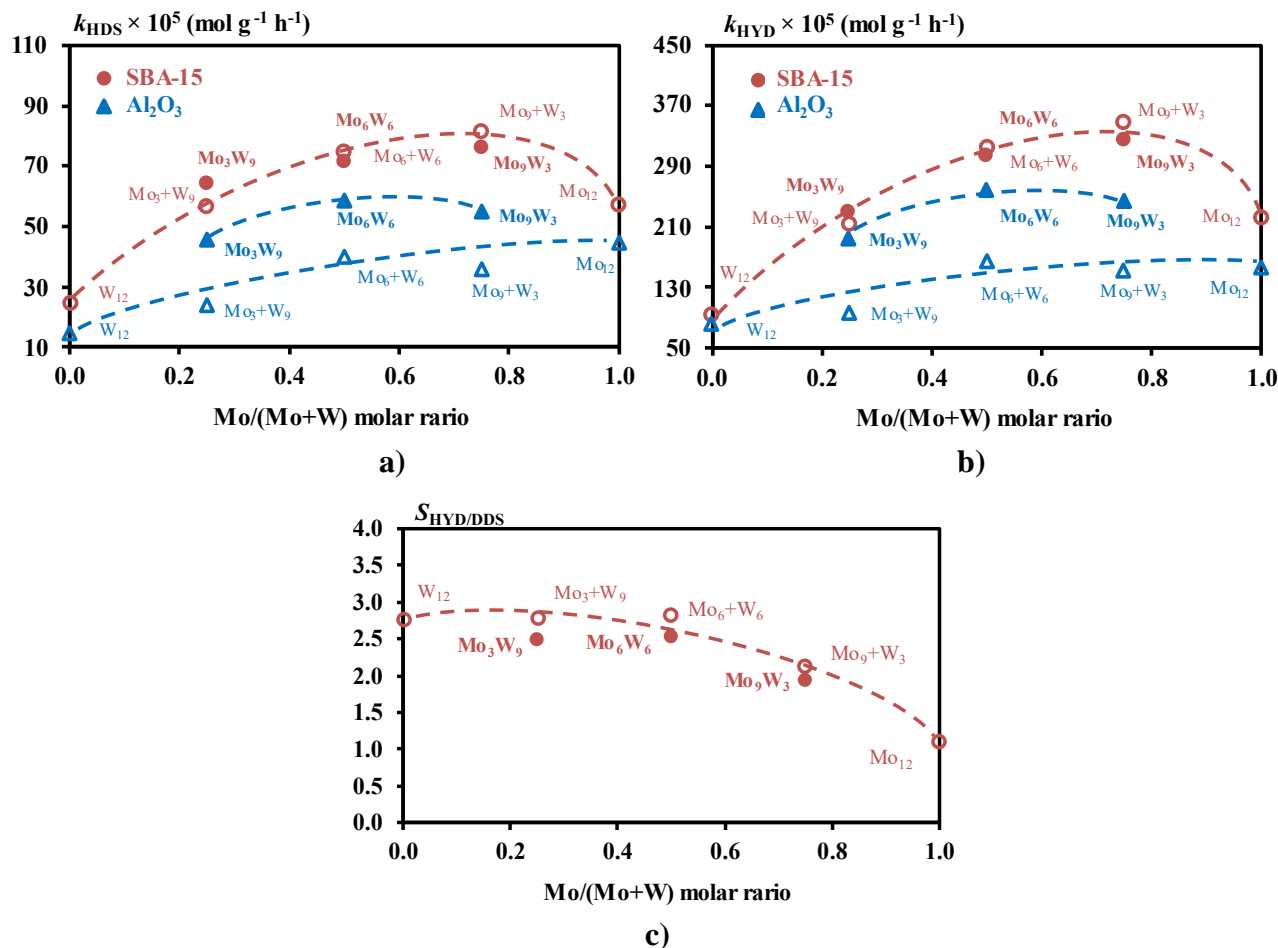 k_HDS × 10^5 (mol g^-1 h^-1)
110
90
70
50
30
10
SBA-15
Al₂O₃
Mo₃W₉
Mo₃+W₉
Mo₆W₆
Mo₆+W₆
Mo₉+W₃
Mo₉W₃
Mo₁₂
W₁₂
Mo₃W₉
Mo₆W₆
Mo₉W₃
Mo₁₂
W₁₂
Mo₃+W₉
Mo₆+W₆
Mo₉+W₃
0.0 0.2 0.4 0.6 0.8 1.0
Mo/(Mo+W) molar rario
a)
k_HYD × 10^5 (mol g^-1 h^-1)
450
370
290
210
130
50
SBA-15
Al₂O₃
Mo₃W₉
Mo₃+W₉
Mo₆W₆
Mo₆+W₆
Mo₉+W₃
Mo₉W₃
Mo₁₂
W₁₂
Mo₃W₉
Mo₆W₆
Mo₉W₃
Mo₁₂
W₁₂
Mo₃+W₉
Mo₆+W₆
Mo₉+W₃
0.0 0.2 0.4 0.6 0.8 1.0
Mo/(Mo+W) molar rario
b)
S_HYD/DDS
4.0
3.5
3.0
2.5
2.0
1.5
1.0
0.5
0.0
W₁₂
Mo₃+W₉
Mo₆+W₆
Mo₃W₉
Mo₆W₆
Mo₉+W₃
Mo₉W₃
Mo₁₂
0.0 0.2 0.4 0.6 0.8 1.0
Mo/(Mo+W) molar rario
c)